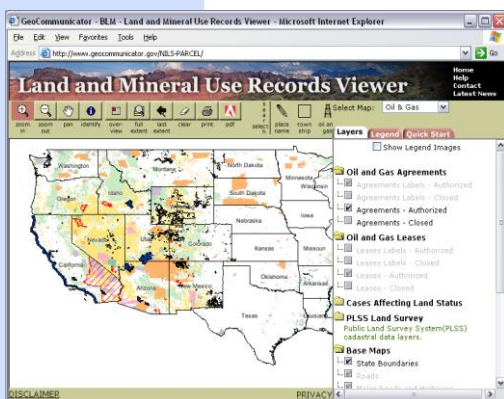 GeoCommunicator - BLM - Land and Mineral Use Records Viewer - Microsoft Internet Explorer
File Edit View Favorites Tools Help
Address http://www.geocommunicator.gov/NILS-PARCEL/ Go
Land and Mineral Use Records Viewer
Home
Help
Contact
Latest News
zoom in
zoom out
pan
identify
over-view
full extent
last extent
clear
print
pdf
search
select
place name
town ship
Select Map: Oil & Gas
Layers Legend Quick Start
Show Legend Images
Oil and Gas Agreements
Agreements Labels - Authorized
Agreements Labels - Closed
Agreements - Authorized
Agreements - Closed
Oil and Gas Leases
Leases Labels - Authorized
Leases Labels - Closed
Leases - Authorized
Leases - Closed
Cases Affecting Land Status
PLSS Land Survey
Public Land Survey System(PLSS)
cadastral data layers.
Base Maps
State Boundaries
Roads
Washington
Montana
North Dakota
Minnesota
Oregon
Idaho
South Dakota
Wisconsin
Nebraska
Iowa
Nevada
Utah
Colorado
Kansas
Missouri
California
Arizona
New Mexico
Oklahoma
Arkansas
Texas
DISCLAIMER
PRIVACY